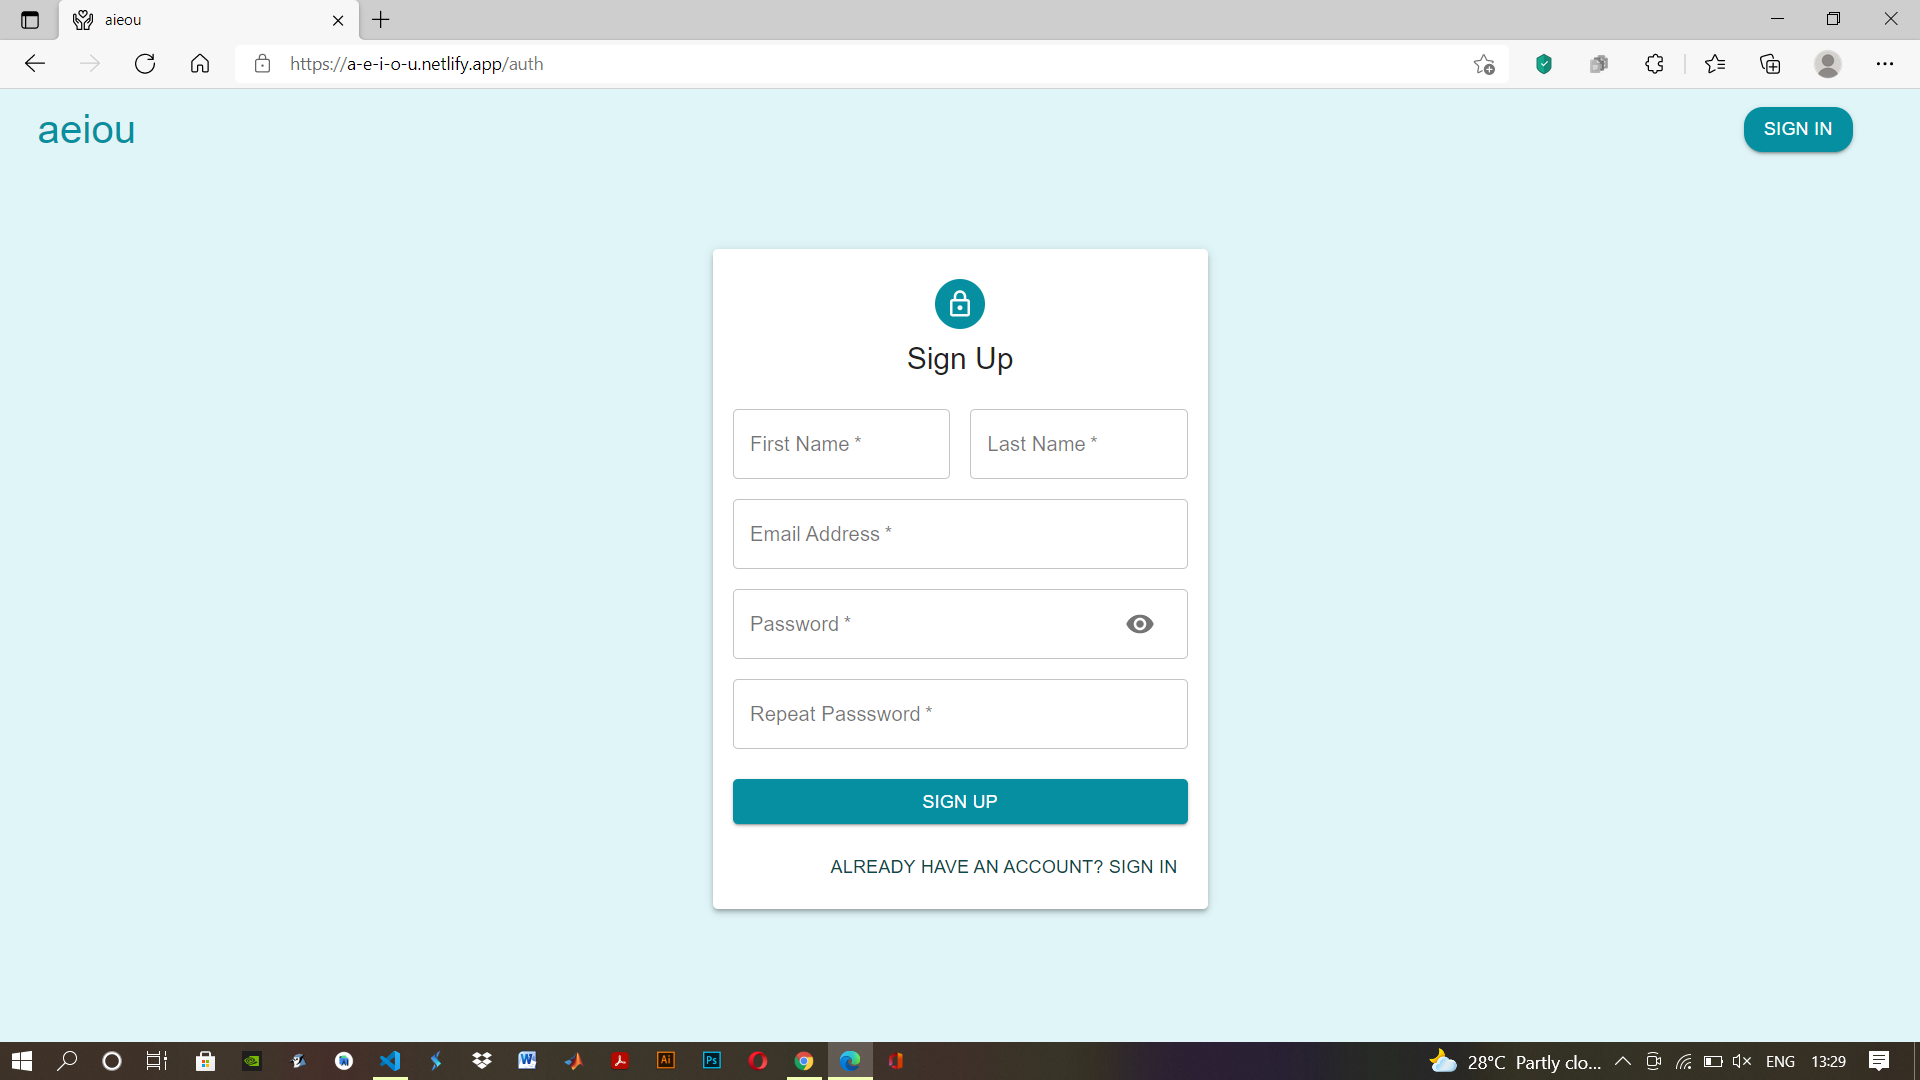 aieou
https://a-e-i-o-u.netlify.app/auth
aeiou
SIGN IN
Sign Up
First Name *
Last Name *
Email Address *
Password *
Repeat Passsword *
SIGN UP
ALREADY HAVE AN ACCOUNT? SIGN IN
W
Ai
Ps
28°C Partly clo...
ENG
13:29